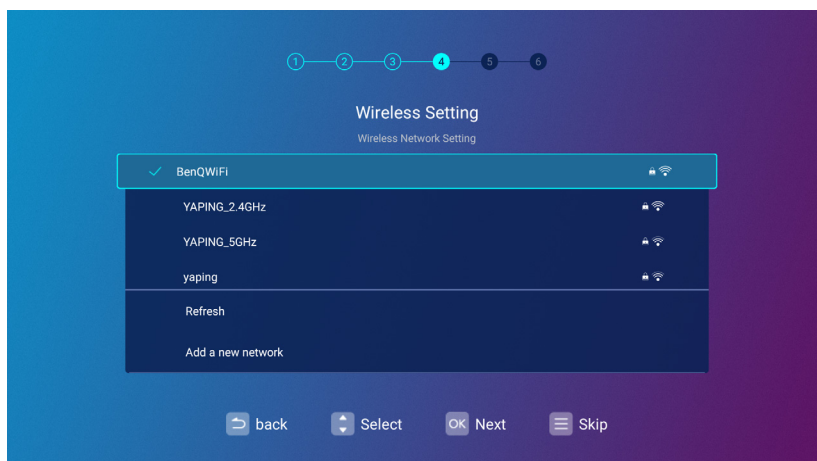 1 2 3 4 5 6
Wireless Setting
Wireless Network Setting
BenQWiFi
YAPING_2.4GHz
YAPING_5GHz
yaping
Refresh
Add a new network
back Select OK Next Skip